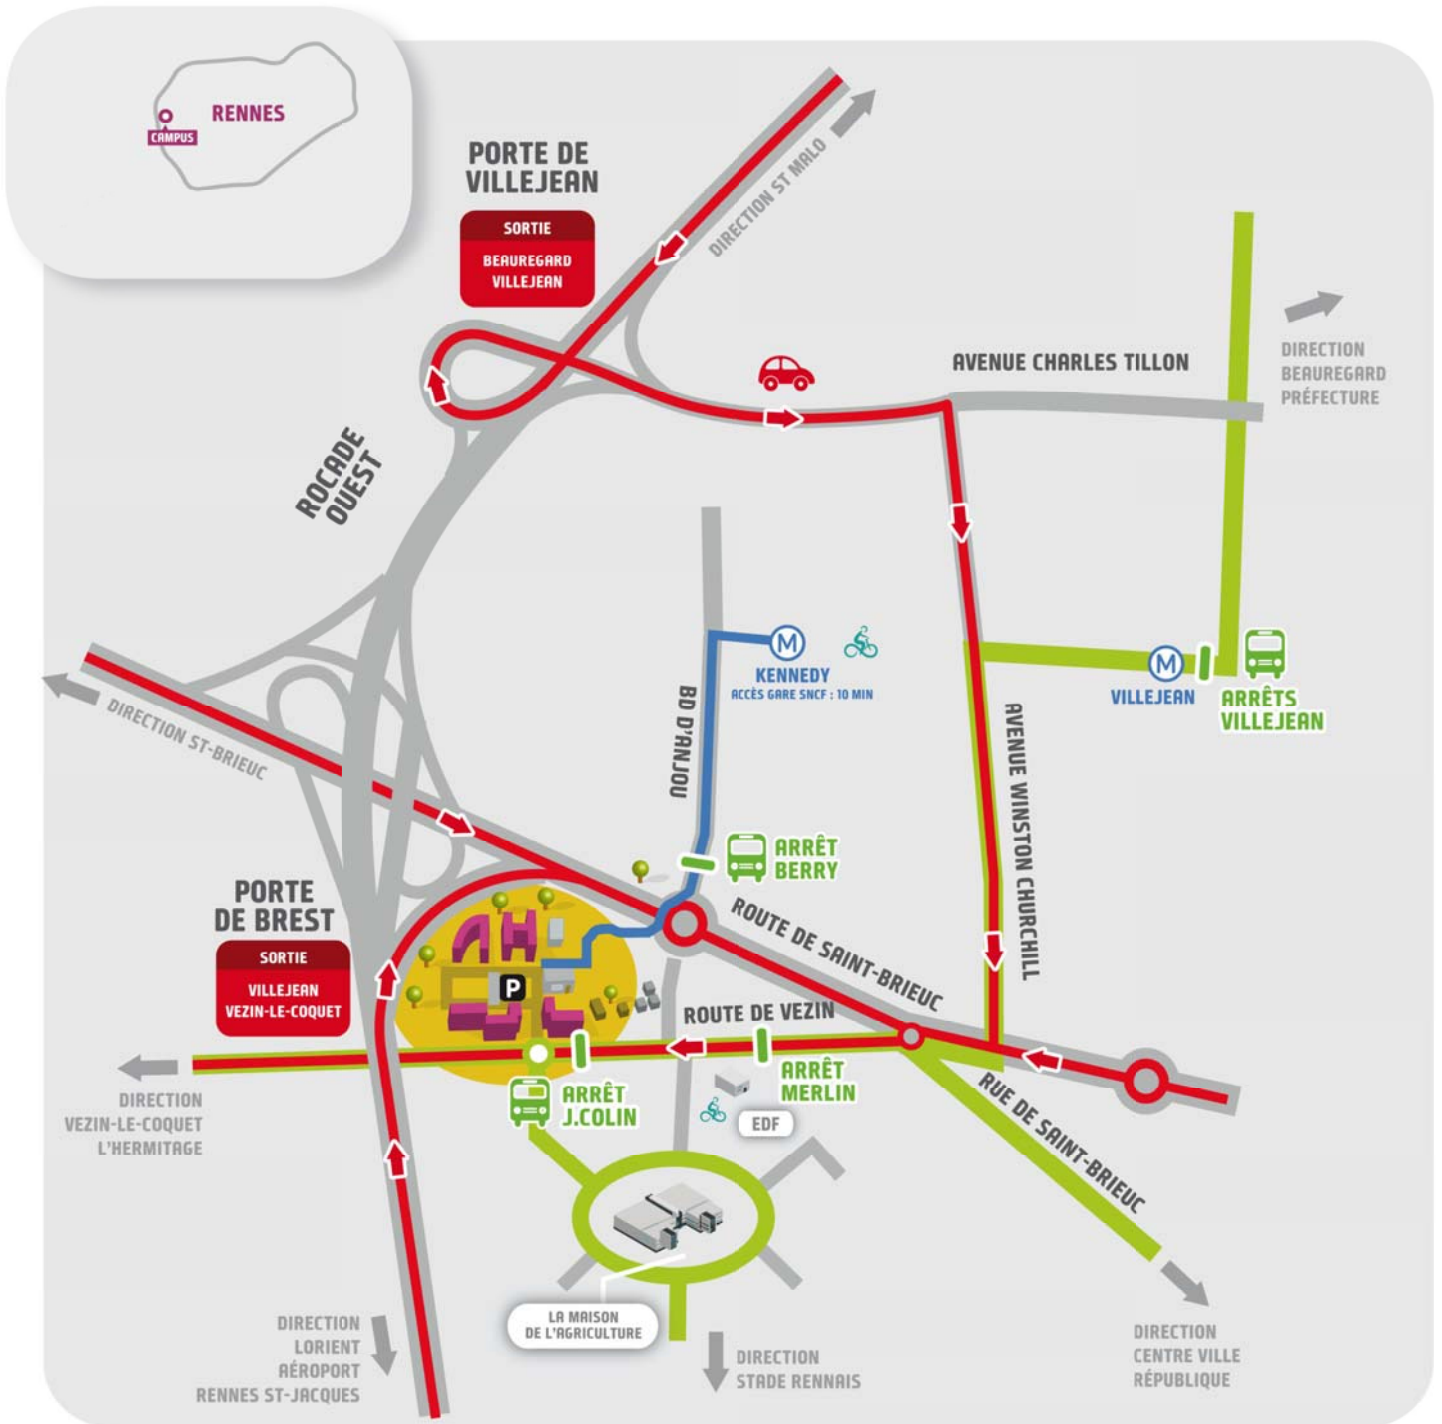 RENNES
CAMPUS
PORTE DE
VILLEJEAN
SORTIE
BEAUREGARD
VILLEJEAN
DIRECTION ST MALO
AVENUE CHARLES TILLON
DIRECTION
BEAUREGARD
PRÉFECTURE
ROCADE
OUEST
M
KENNEDY
ACCÈS GARE SNCF : 10 MIN
M
VILLEJEAN
ARRÊTS
VILLEJEAN
DIRECTION ST-BRIEUC
BD D'ANJOU
AVENUE WINSTON CHURCHILL
ARRÊT
BERRY
PORTE
DE BREST
SORTIE
VILLEJEAN
VEZIN-LE-COQUET
ROUTE DE SAINT-BRIEUC
P
ROUTE DE VEZIN
ARRÊT
MERLIN
ARRÊT
J.COLIN
EDF
DIRECTION
VEZIN-LE-COQUET
L'HERMITAGE
RUE DE SAINT-BRIEUC
LA MAISON
DE L'AGRICULTURE
DIRECTION
LORIENT
AÉROPORT
RENNES ST-JACQUES
DIRECTION
STADE RENNAIS
DIRECTION
CENTRE VILLE
RÉPUBLIQUE